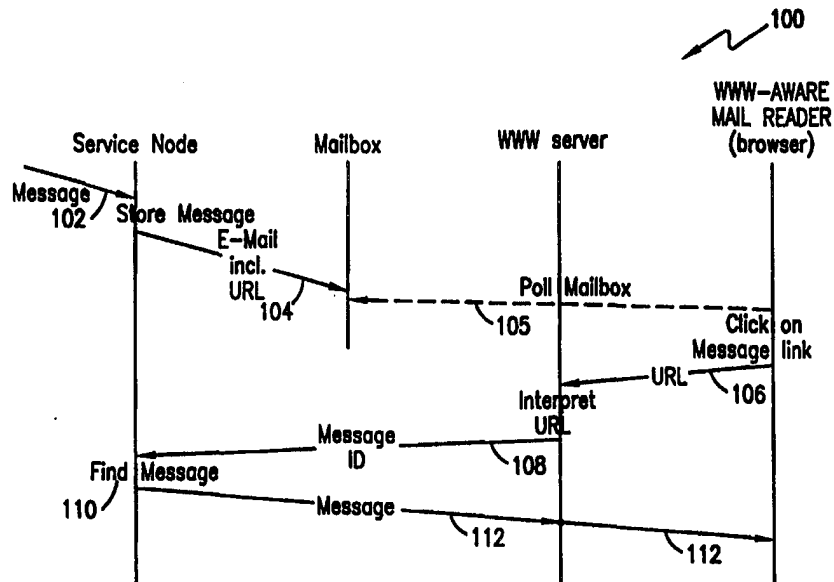 100
WWW-AWARE
MAIL READER
(browser)
Service Node
Mailbox
WWW server
Message
102
Store Message
E-Mail
incl.
URL
104
Poll Mailbox
105
Click on
Message link
URL
106
Interpret
URL
Message
ID
108
Find Message
110
Message
112
112